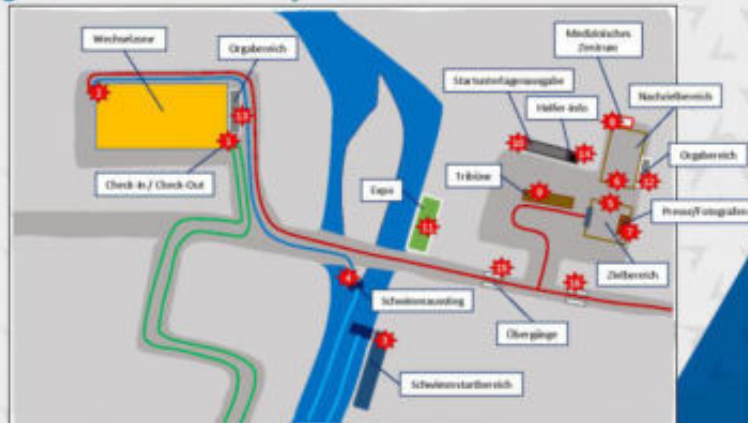 Wechselzone
Orgabereich
Medizinisches
Zentrum
Startunterlagenausgabe
Helfer-Info
Nachzielbereich
Orgabereich
Check-In / Check-Out
Tribüne
Expo
Presse/Fotografen
Zielbereich
Schwimmausstieg
Übergänge
Schwimmstartbereich
11